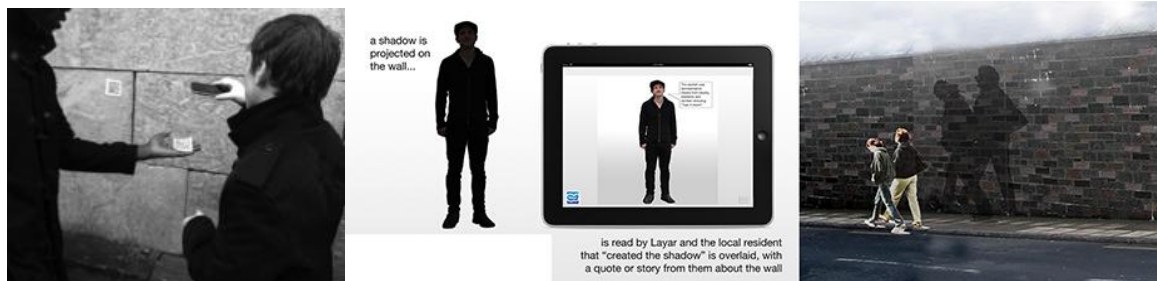 a shadow is
projected on
the wall...
is read by Layar and the local resident
that “created the shadow” is overlaid, with
a quote or story from them about the wall